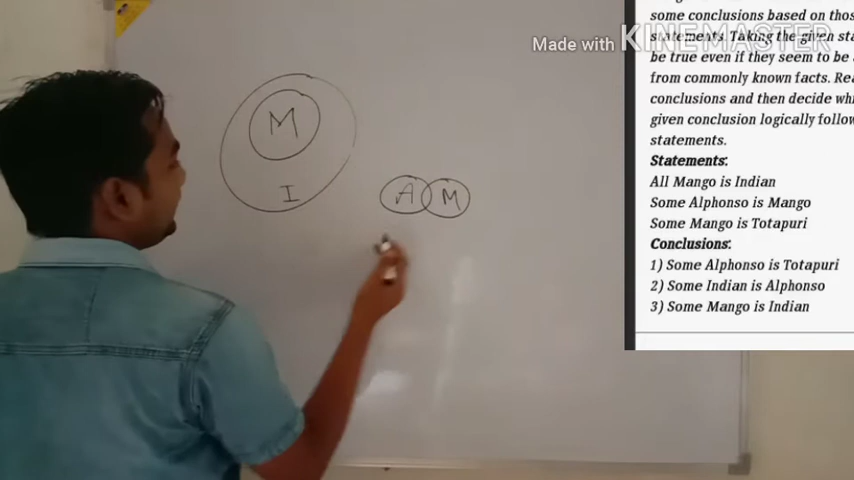 Made with KINEMASTER
some conclusions based on those
statements. Taking the given sta
be true even if they seem to be
from commonly known facts. Rea
conclusions and then decide whi
given conclusion logically follow
statements.
Statements:
All Mango is Indian
Some Alphonso is Mango
Some Mango is Totapuri
Conclusions:
1) Some Alphonso is Totapuri
2) Some Indian is Alphonso
3) Some Mango is Indian
M
I
A M